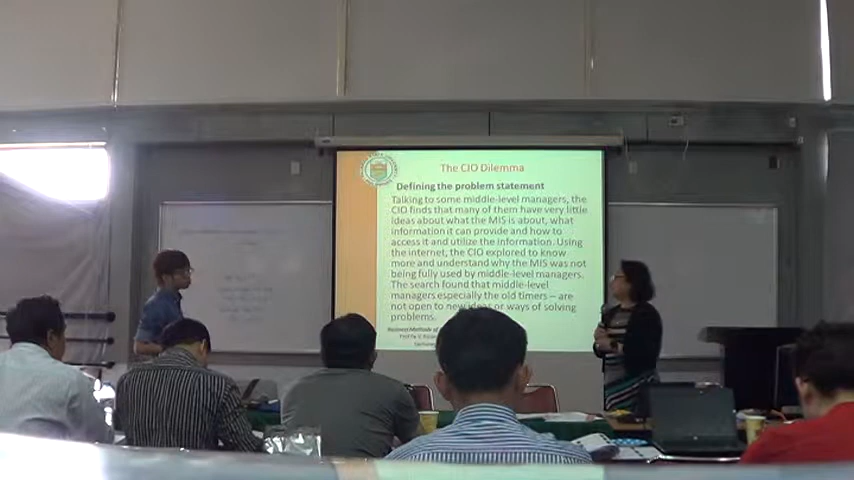 The CIO Dilemma
Defining the problem statement
Talking to some middle-level managers, the
CIO finds that many of them have very little
ideas about what the MIS is about, what
information it can provide and how to
access it and utilize the information. Using
the internet, the CIO explored to know
more and understand why the MIS was not
being fully used by middle-level managers.
The search found that middle-level
managers especially the old timers – are
not open to new ideas or ways of solving
problems.
Methods of